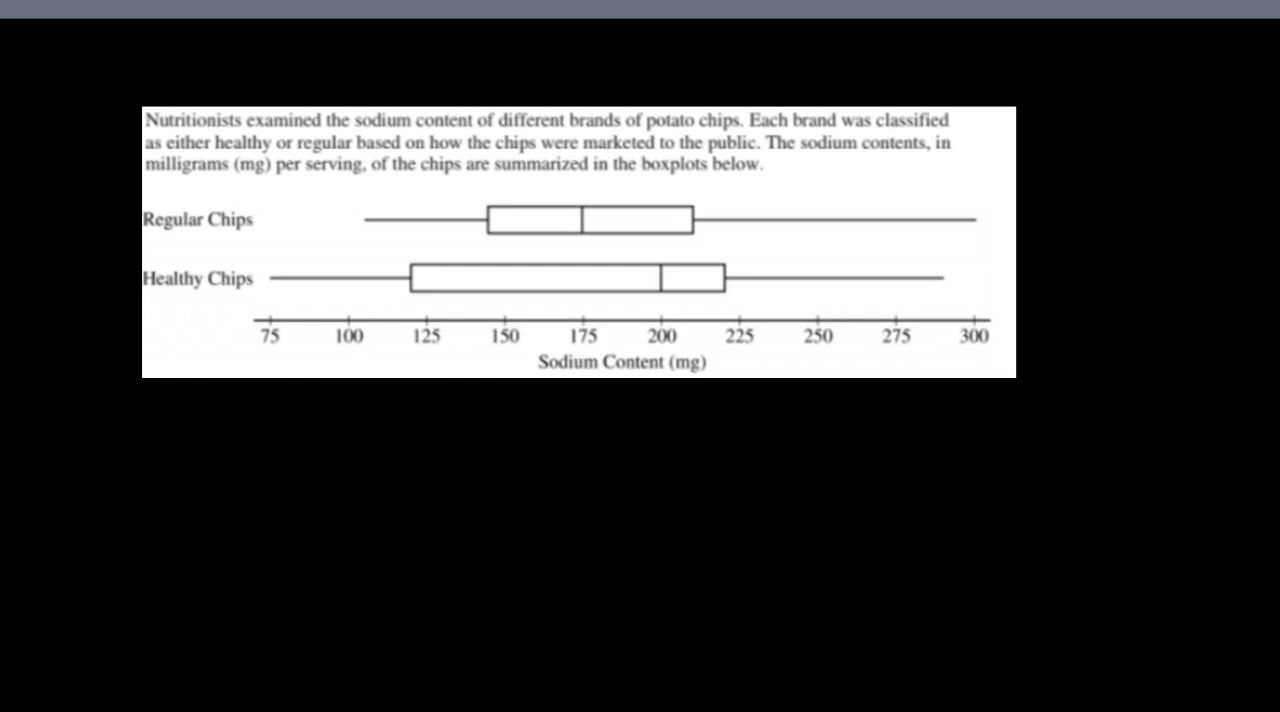 Nutritionists examined the sodium content of different brands of potato chips. Each brand was classified
as either healthy or regular based on how the chips were marketed to the public. The sodium contents, in
milligrams (mg) per serving, of the chips are summarized in the boxplots below.
Regular Chips
Healthy Chips
75 100 125 150 175 200 225 250 275 300
Sodium Content (mg)